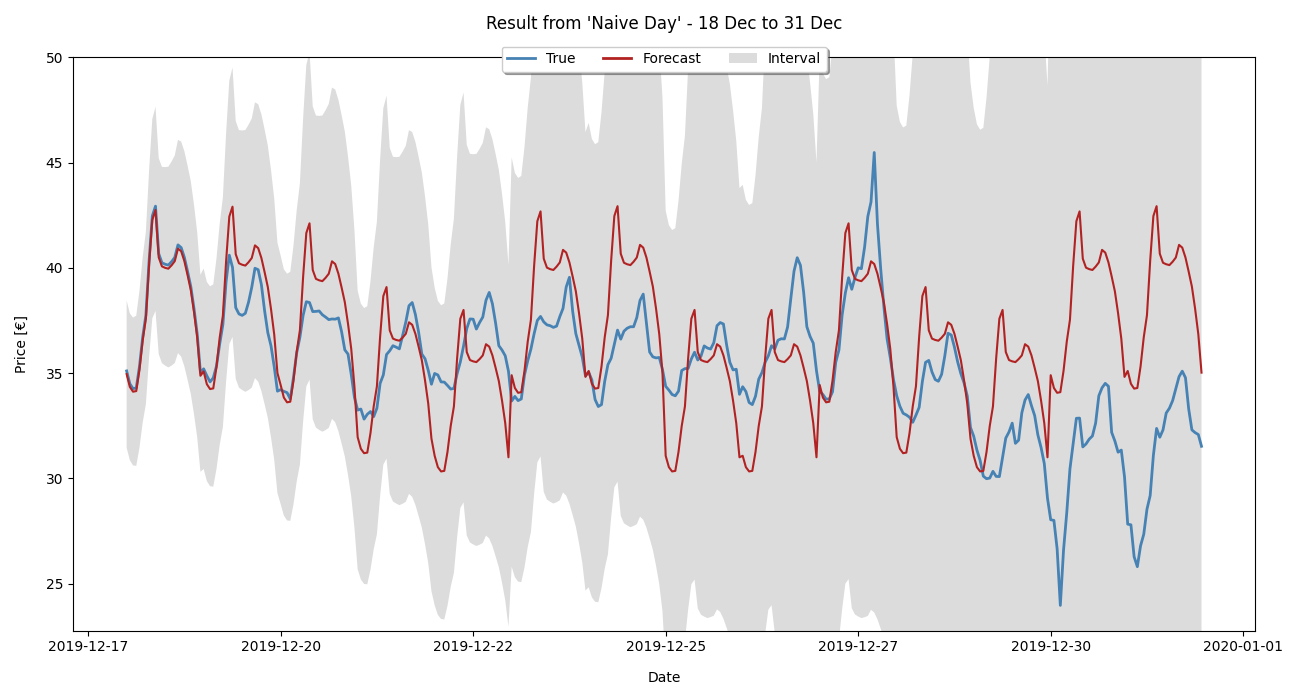 Result from 'Naive Day' - 18 Dec to 31 Dec
True Forecast Interval
50
45
40
35
30
25
Price [€]
2019-12-17 2019-12-20 2019-12-22 2019-12-25 2019-12-27 2019-12-30 2020-01-01
Date